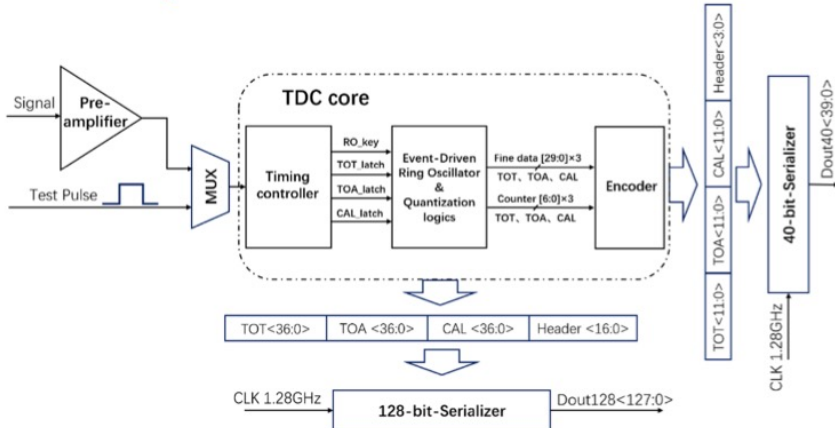 Signal
Pre-
amplifier
Test Pulse
MUX
TDC core
Timing
controller
RO_key
TOT_latch
TOA_latch
CAL_latch
Event-Driven
Ring Oscillator
&
Quantization
logics
Fine data [29:0]×3
TOT、TOA、CAL
Counter [6:0]×3
TOT、TOA、CAL
Encoder
Header<3:0>
CAL<11:0>
TOA<11:0>
TOT<11:0>
40-bit-Serializer
Dout40<39:0>
CLK 1.28GHz
TOT<36:0>
TOA <36:0>
CAL <36:0>
Header <16:0>
CLK 1.28GHz
128-bit-Serializer
Dout128<127:0>